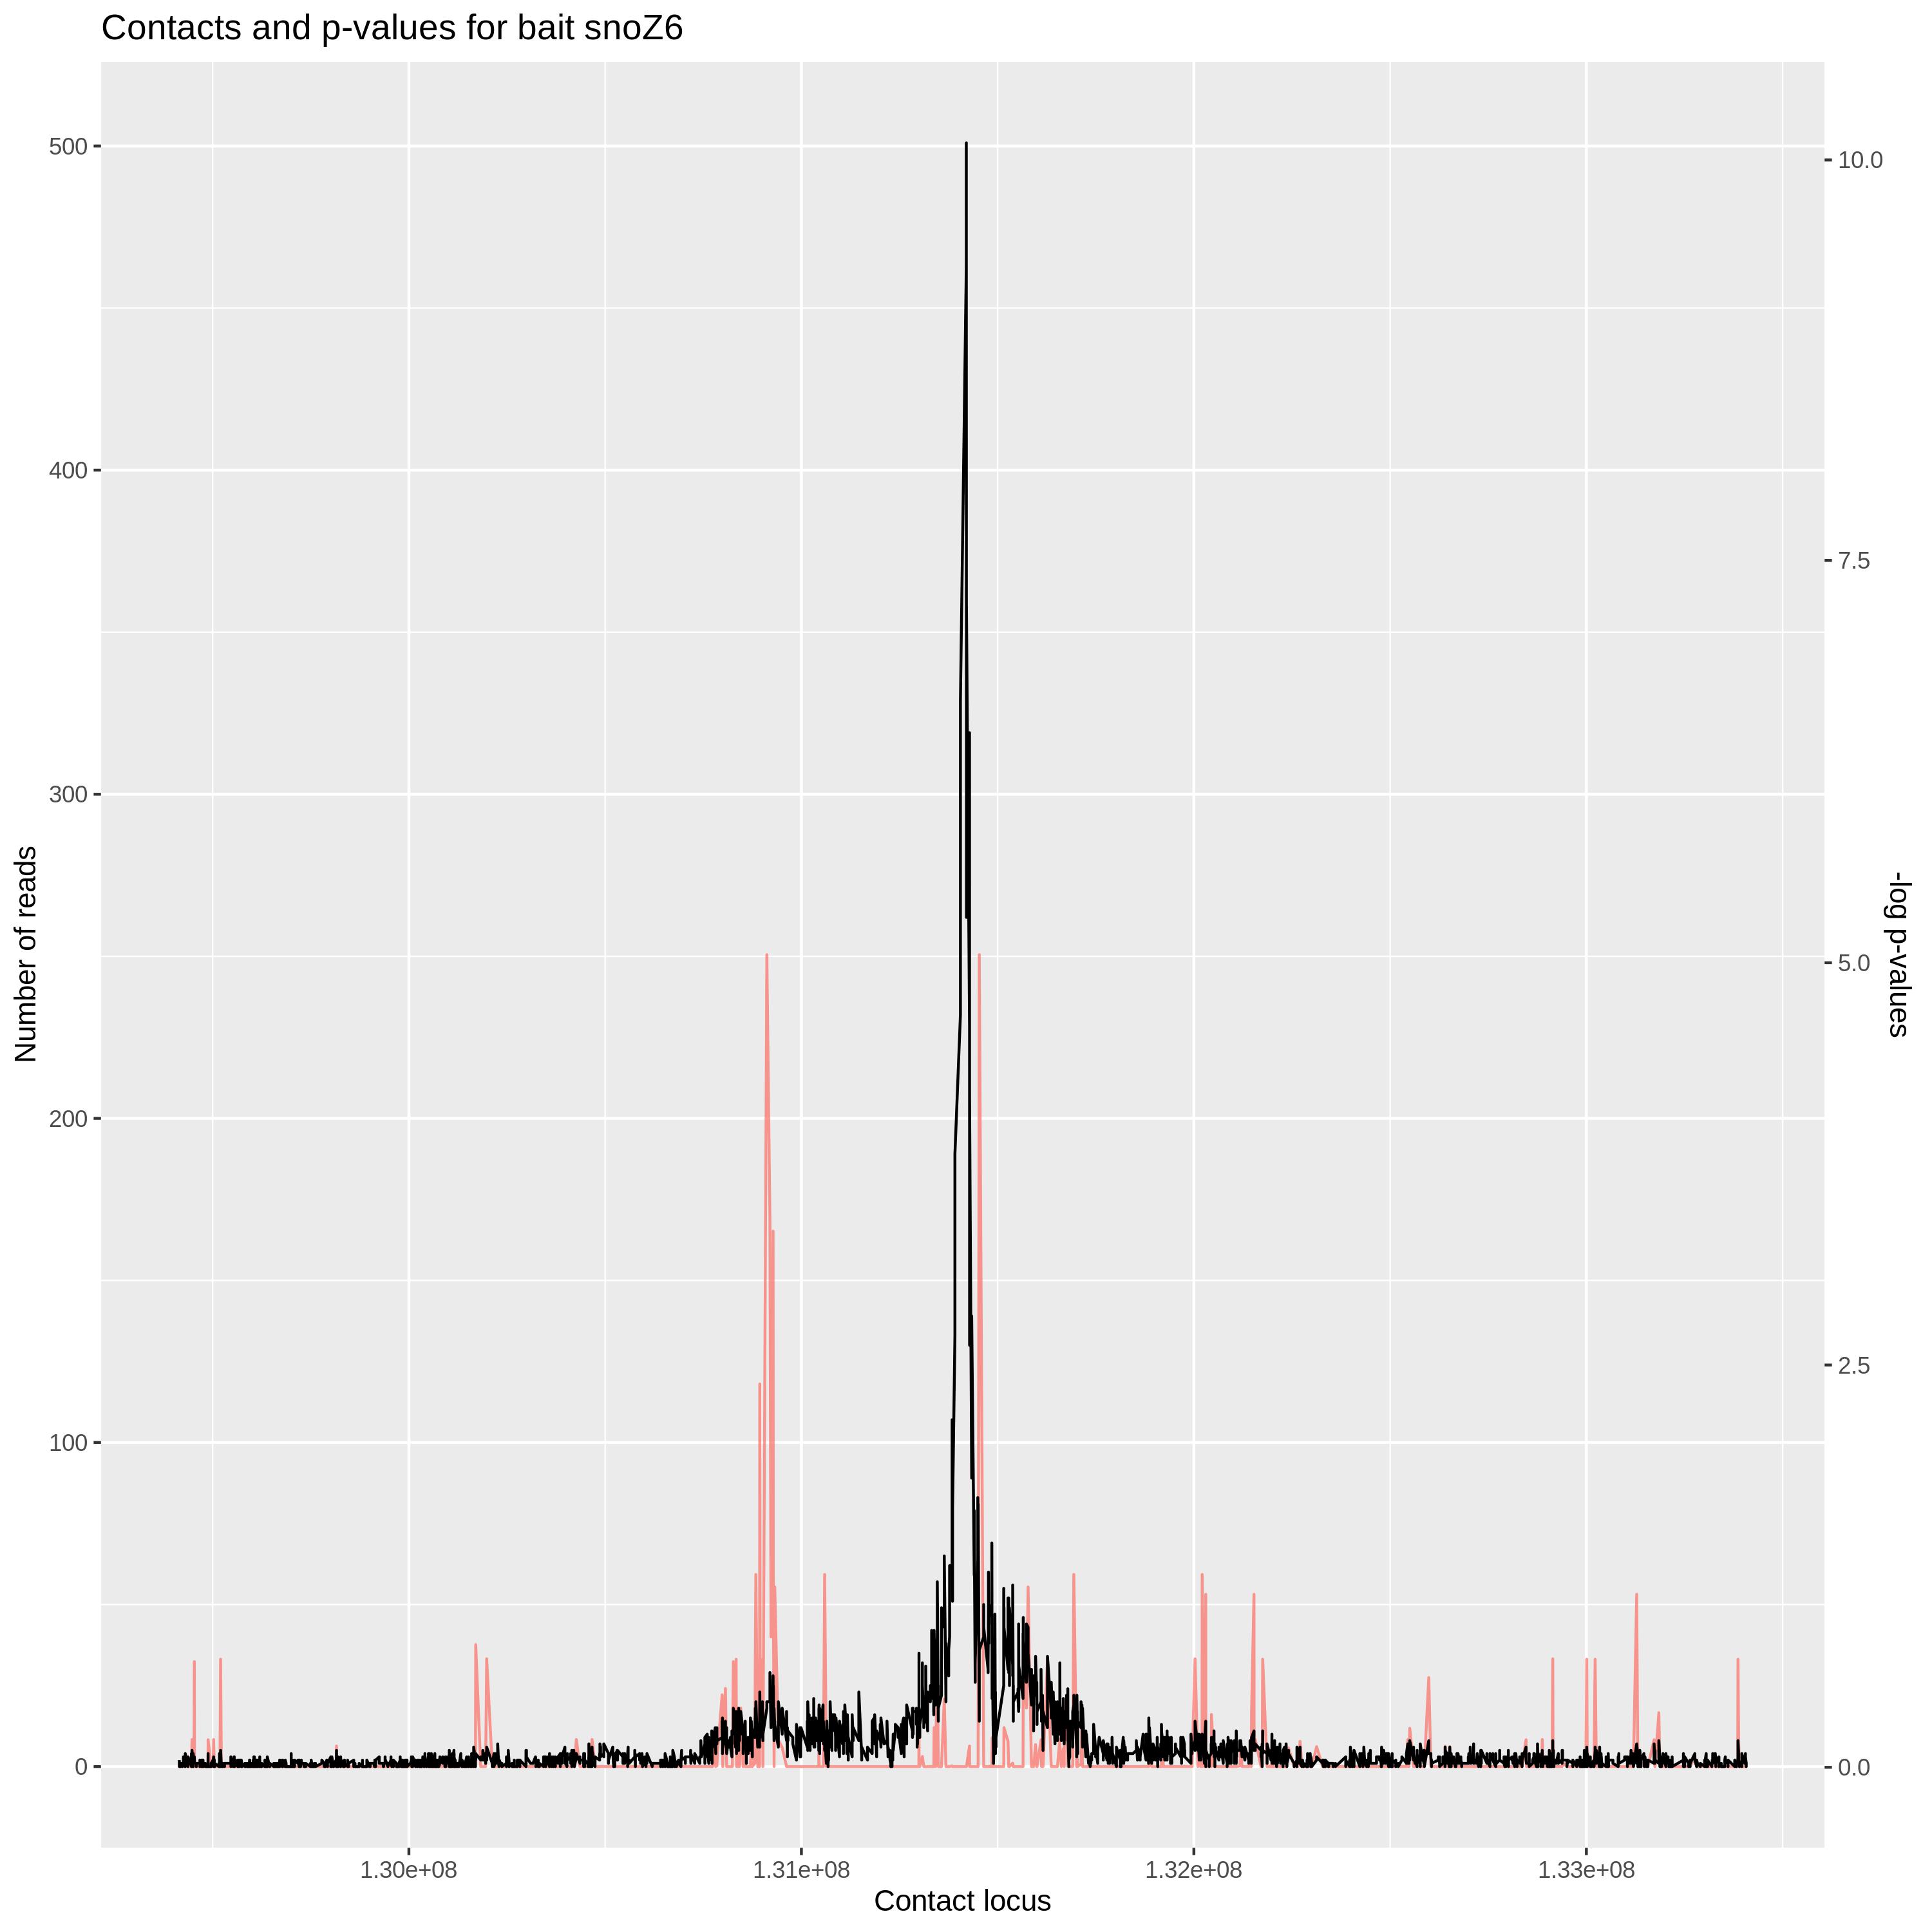 Contacts and p-values for bait snoZ6
500
400
300
200
100
0
Number of reads
10.0
7.5
5.0
2.5
0.0
-log p-values
1.30e+08
1.31e+08
1.32e+08
1.33e+08
Contact locus